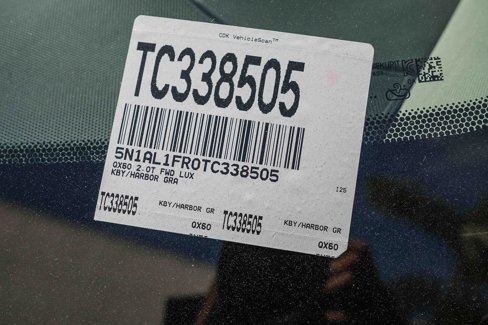 CDK VehicleScan™
TC338505
5N1AL1FR0TC338505
QX60 2.0T FWD LUX
KBY/HARBOR GRA
125
TC338505
KBY/HARBOR GR
QX60
TC338505
KBY/HARBOR GR
QX60